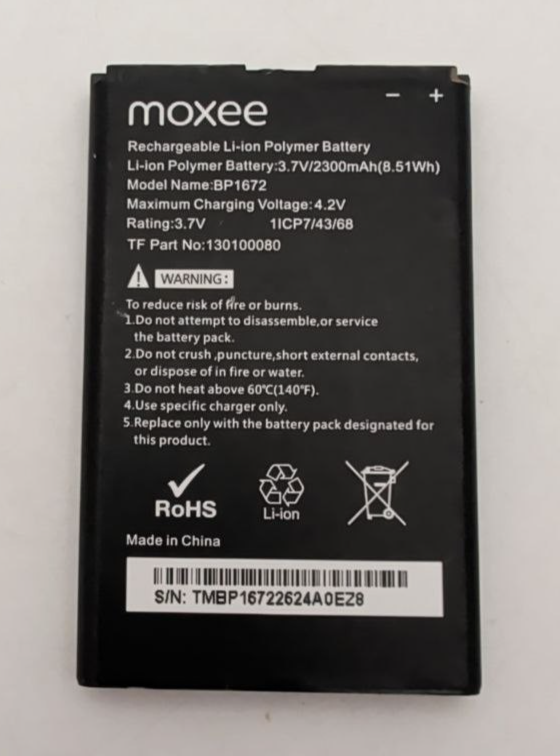 − +
moxee
Rechargeable Li-ion Polymer Battery
Li-ion Polymer Battery:3.7V/2300mAh(8.51Wh)
Model Name:BP1672
Maximum Charging Voltage:4.2V
Rating:3.7V 1ICP7/43/68
TF Part No:130100080
WARNING:
To reduce risk of fire or burns.
1.Do not attempt to disassemble,or service
the battery pack.
2.Do not crush ,puncture,short external contacts,
or dispose of in fire or water.
3.Do not heat above 60℃(140℉).
4.Use specific charger only.
5.Replace only with the battery pack designated for
this product.
RoHS
Li-ion
Made in China
S/N: TMBP16722624A0EZ8